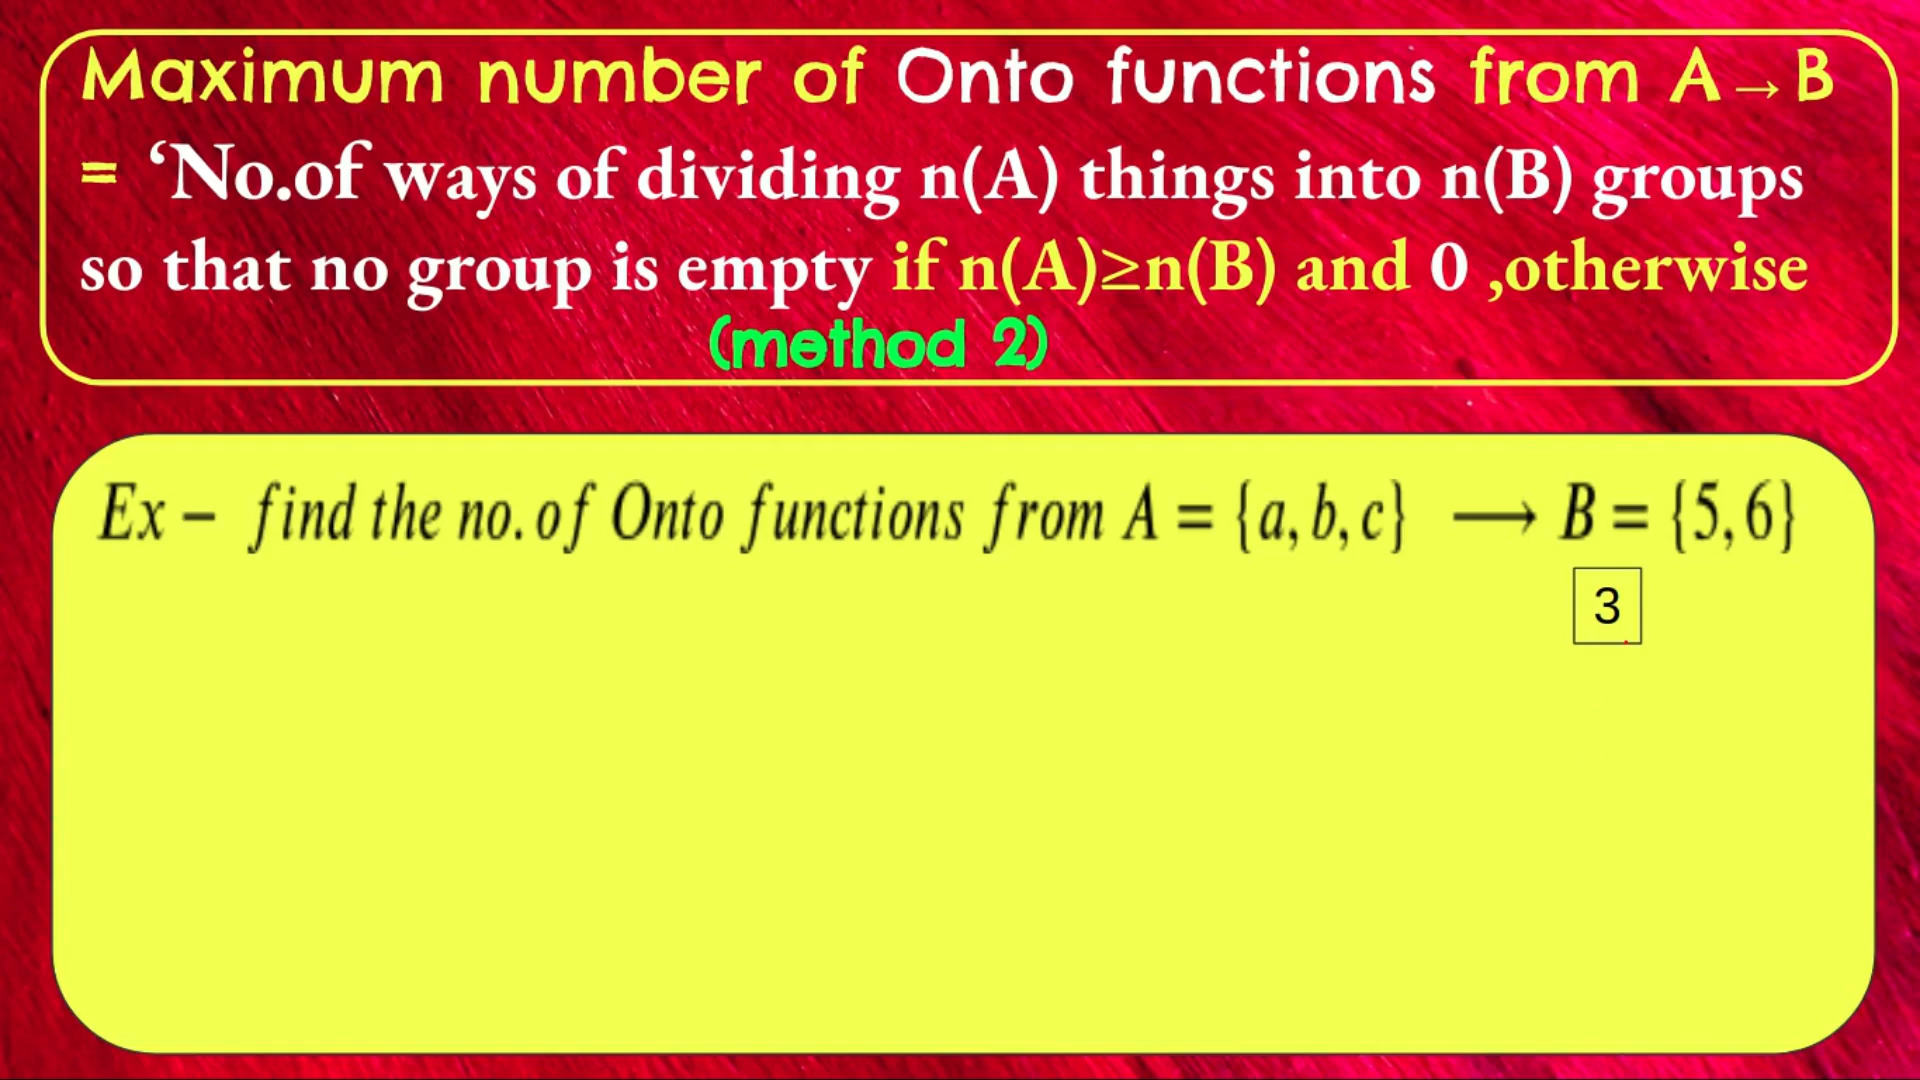 Maximum number of Onto functions from A→B
= ‘No.of ways of dividing n(A) things into n(B) groups
so that no group is empty if n(A)≥n(B) and 0 ,otherwise
(method 2)
Ex – find the no.of Onto functions from A = {a, b, c} ⟶ B = {5, 6}
3